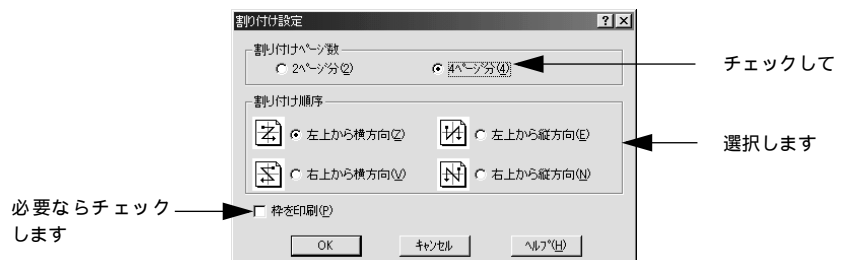 割り付け設定
割り付けページ数
2ページ分(2)
4ページ分(4)
チェックして
割り付け順序
左上から横方向(Z)
左上から縦方向(E)
選択します
右上から横方向(V)
右上から縦方向(N)
必要ならチェック
します
枠を印刷(P)
OK
キャンセル
ヘルプ(H)